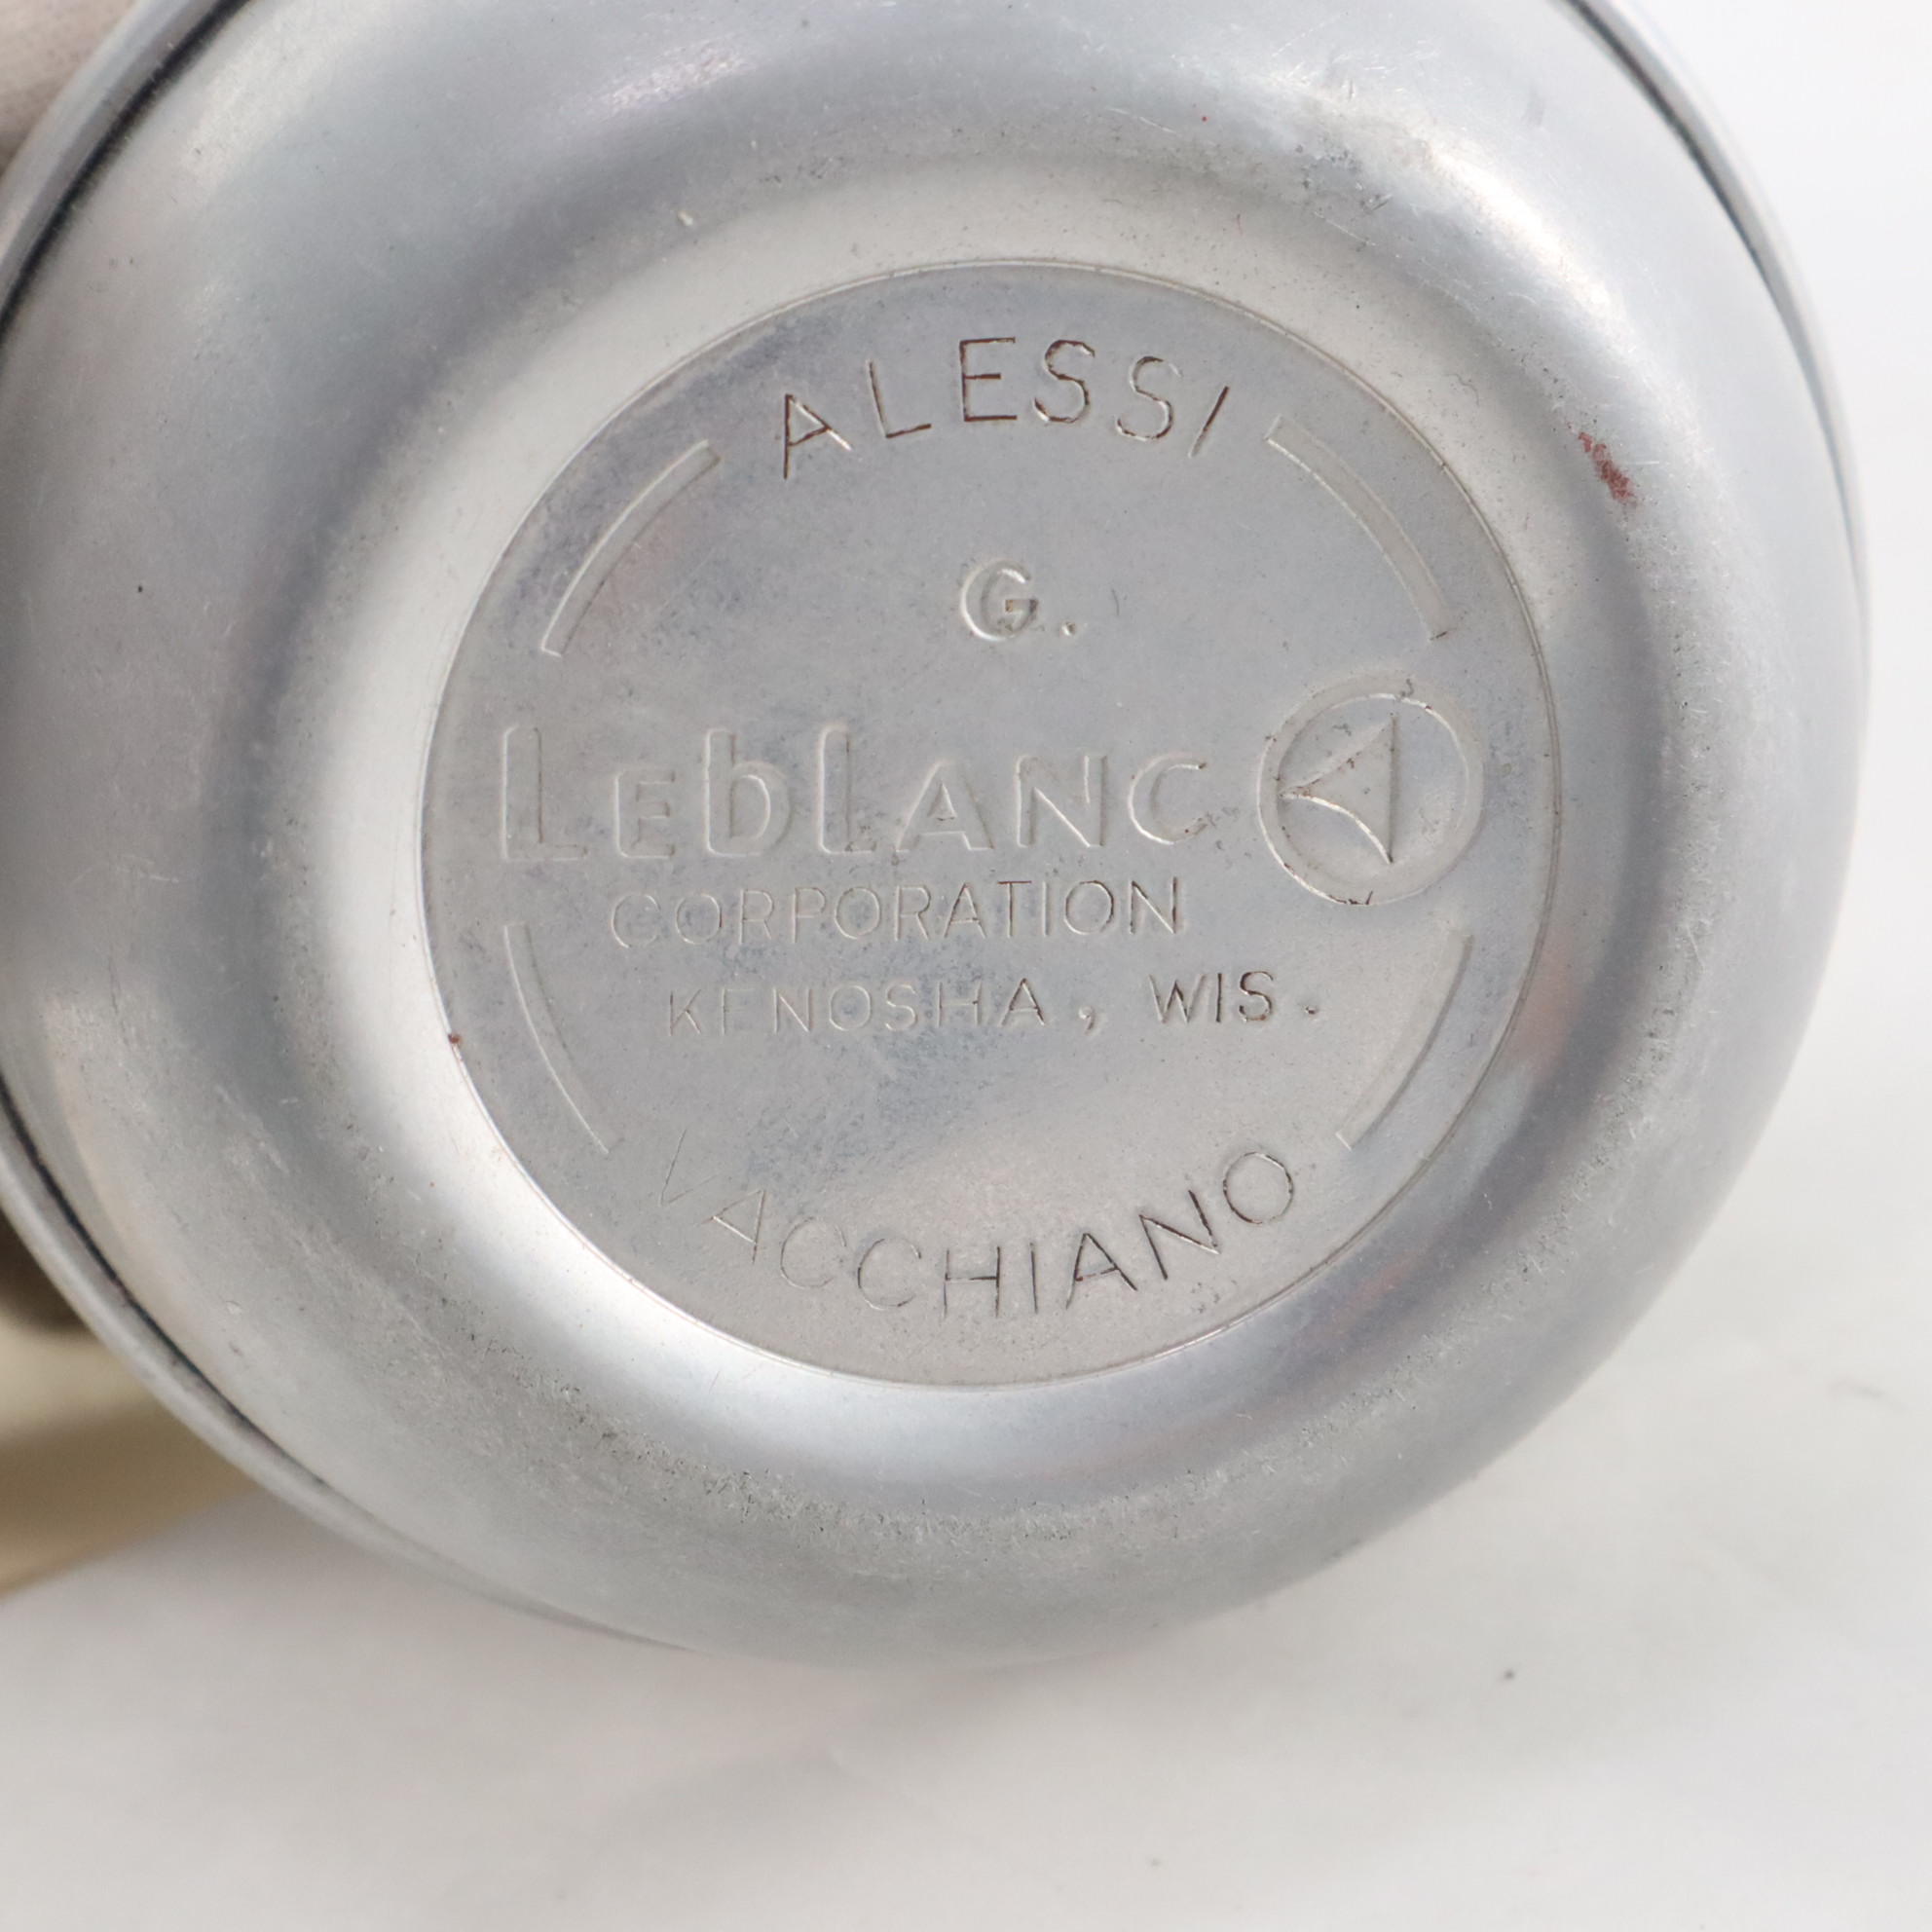 ALESSI
G.
LEbLANC
CORPORATION
KENOSHA, WIS.
VACCHIANO